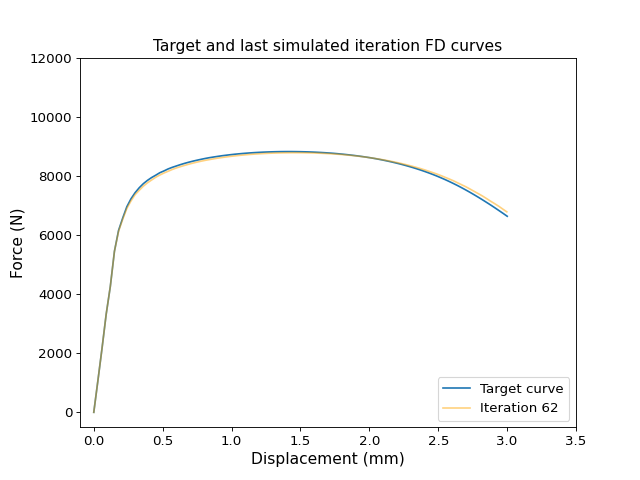 Target and last simulated iteration FD curves
12000
10000
8000
6000
4000
2000
0
Force (N)
0.0 0.5 1.0 1.5 2.0 2.5 3.0 3.5
Displacement (mm)
Target curve
Iteration 62